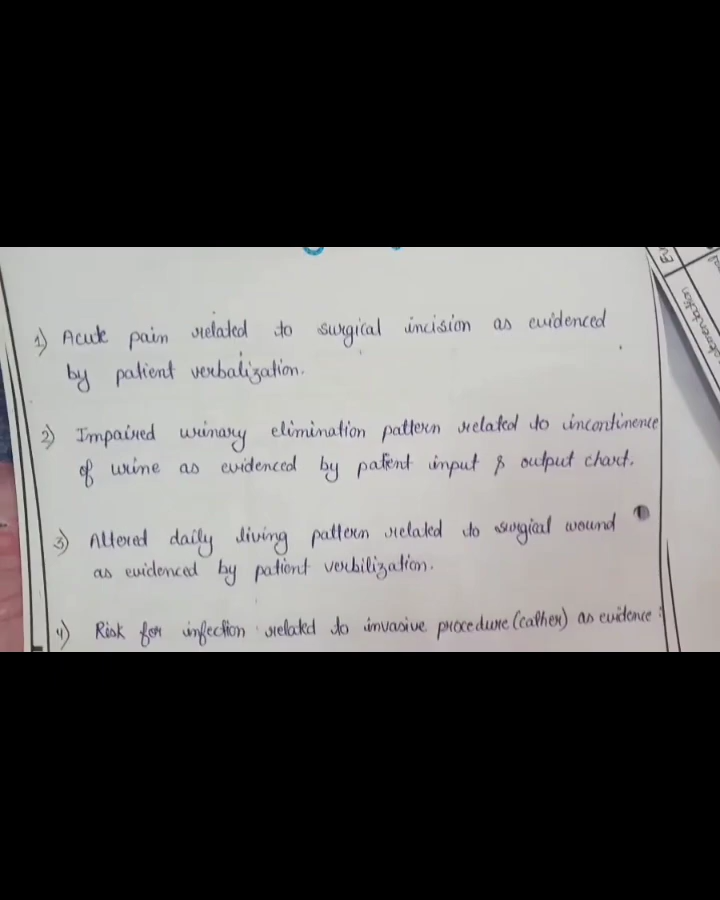 1) Acute pain related to surgical incision as evidenced
by patient verbalization.
2) Impaired urinary elimination pattern related to incontinence
of urine as evidenced by patient input & output chart.
3) Altered daily living pattern related to surgical wound
as evidenced by patient verbilization.
4) Risk for infection related to invasive procedure (cather) as evidence